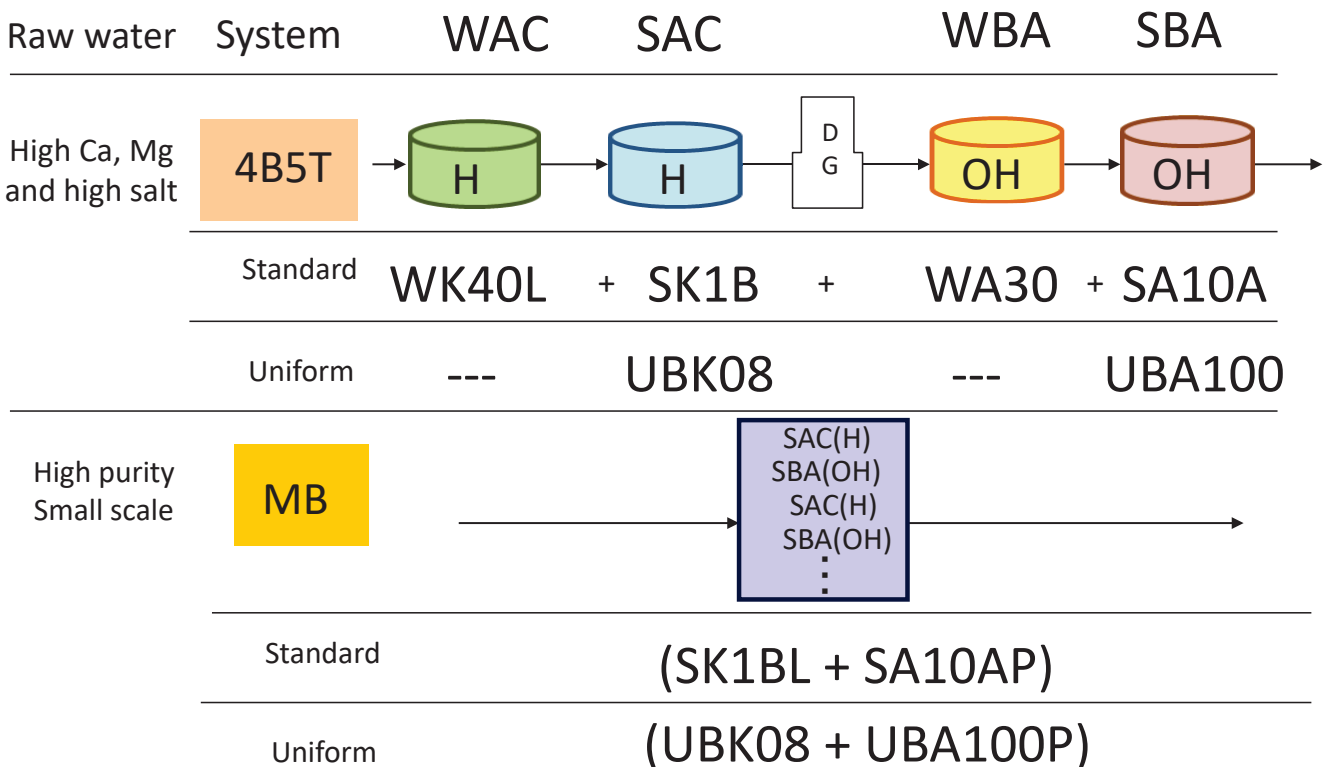 Raw water System WAC SAC WBA SBA
High Ca, Mg
and high salt
4B5T
H
H
D
G
OH
OH
Standard WK40L + SK1B + WA30 + SA10A
Uniform --- UBK08 --- UBA100
High purity
Small scale
MB
SAC(H)
SBA(OH)
SAC(H)
SBA(OH)
⋮
Standard (SK1BL + SA10AP)
Uniform (UBK08 + UBA100P)